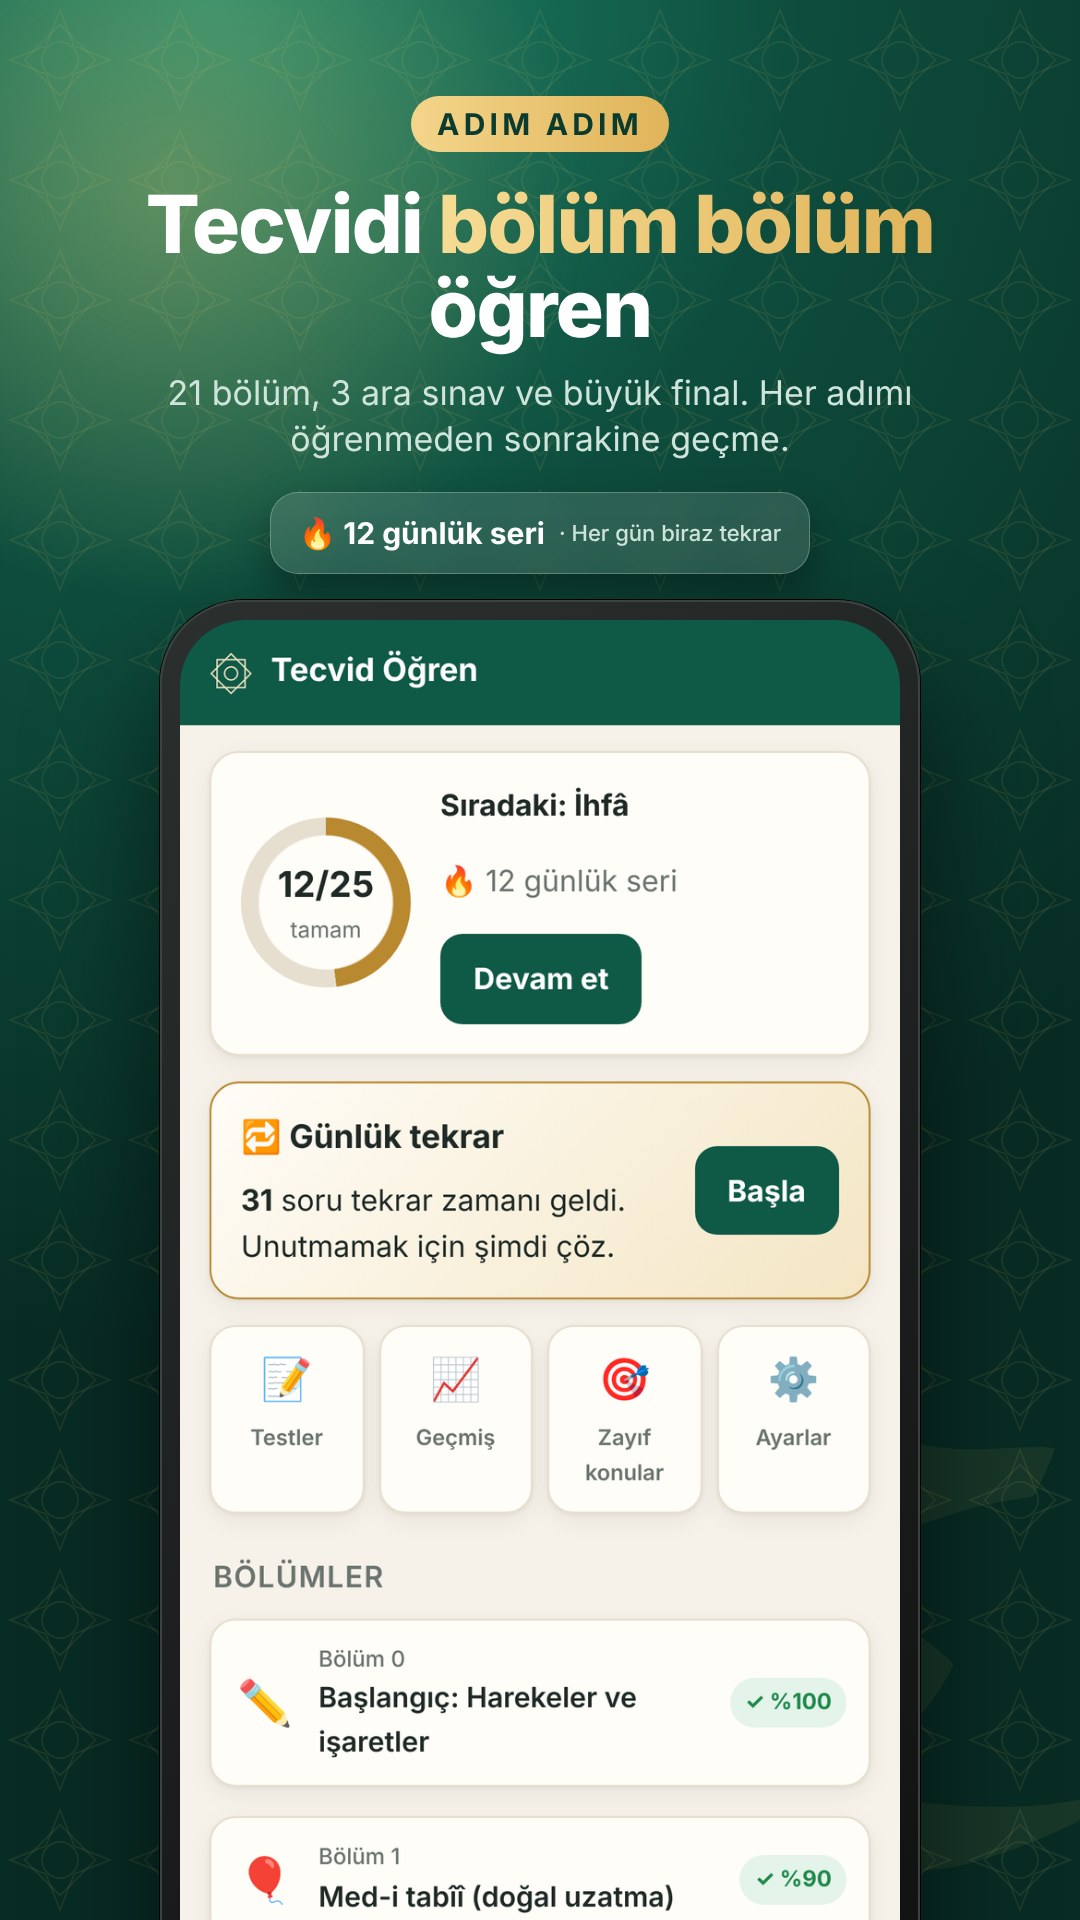 ADIM ADIM
Tecvidi bölüm bölüm
öğren
21 bölüm, 3 ara sınav ve büyük final. Her adımı
öğrenmeden sonrakine geçme.
12 günlük seri · Her gün biraz tekrar
Tecvid Öğren
Sıradaki: İhfâ
12/25
tamam
12 günlük seri
Devam et
Günlük tekrar
31 soru tekrar zamanı geldi.
Unutmamak için şimdi çöz.
Başla
Testler
Geçmiş
Zayıf
konular
Ayarlar
BÖLÜMLER
Bölüm 0
Başlangıç: Harekeler ve
işaretler
✓ %100
Bölüm 1
Med-i tabîî (doğal uzatma)
✓ %90